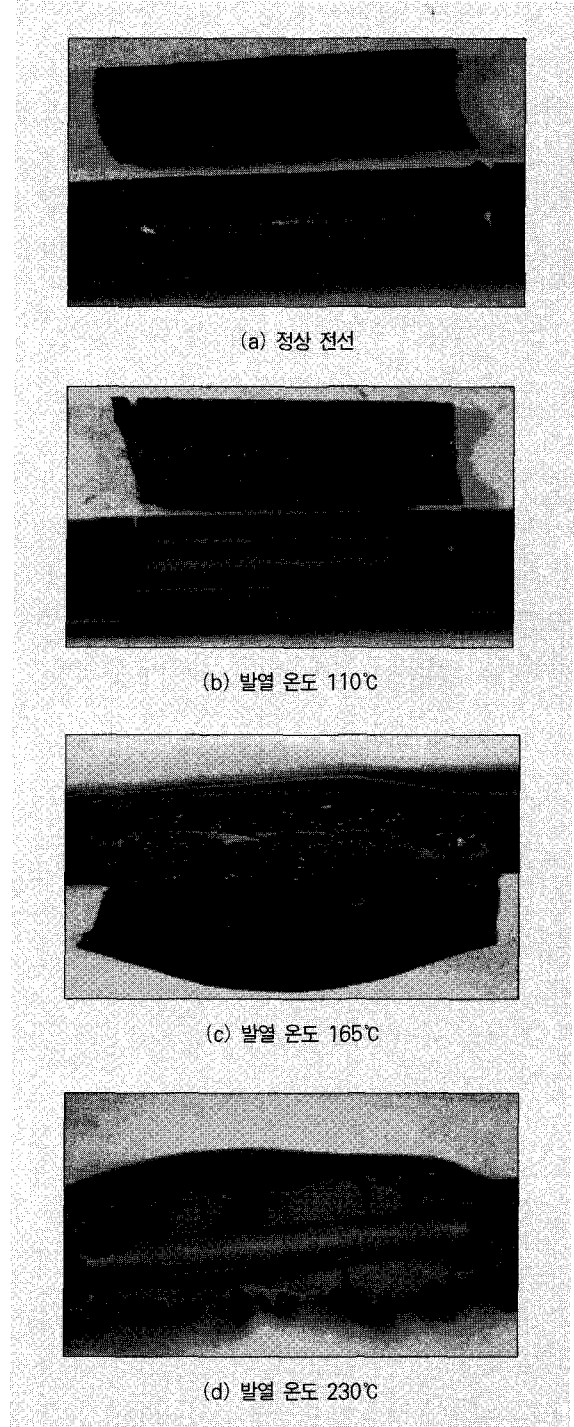 (a) 정상 전선
(b) 발열 온도 110℃
(c) 발열 온도 165℃
(d) 발열 온도 230℃